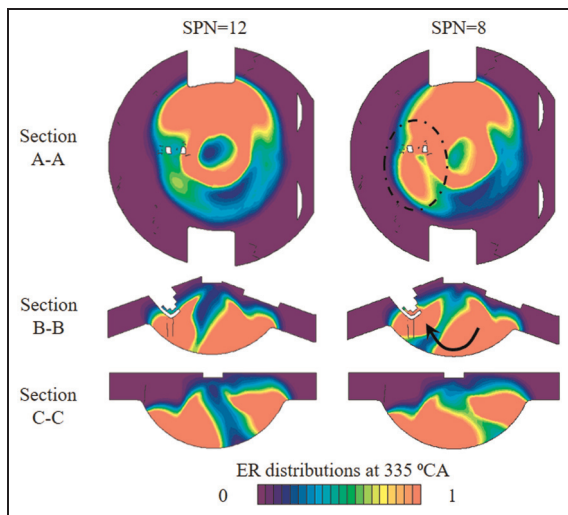 SPN=12 SPN=8
Section
A-A
Section
B-B
Section
C-C
ER distributions at 335 ºCA
0 1